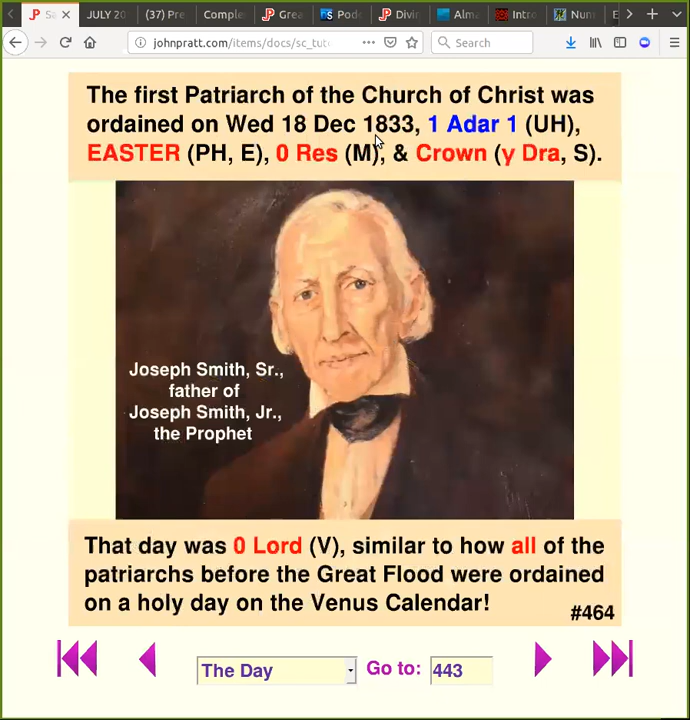 Sa
JULY 20
(37) Pre
Comple
Grea
Pode
Divin
Alma
Intro
Nun
E
johnpratt.com/items/docs/sc_tut
Search
The first Patriarch of the Church of Christ was
ordained on Wed 18 Dec 1833, 1 Adar 1 (UH),
EASTER (PH, E), 0 Res (M), & Crown (γ Dra, S).
Joseph Smith, Sr.,
father of
Joseph Smith, Jr.,
the Prophet
That day was 0 Lord (V), similar to how all of the
patriarchs before the Great Flood were ordained
on a holy day on the Venus Calendar!
#464
The Day
Go to:
443